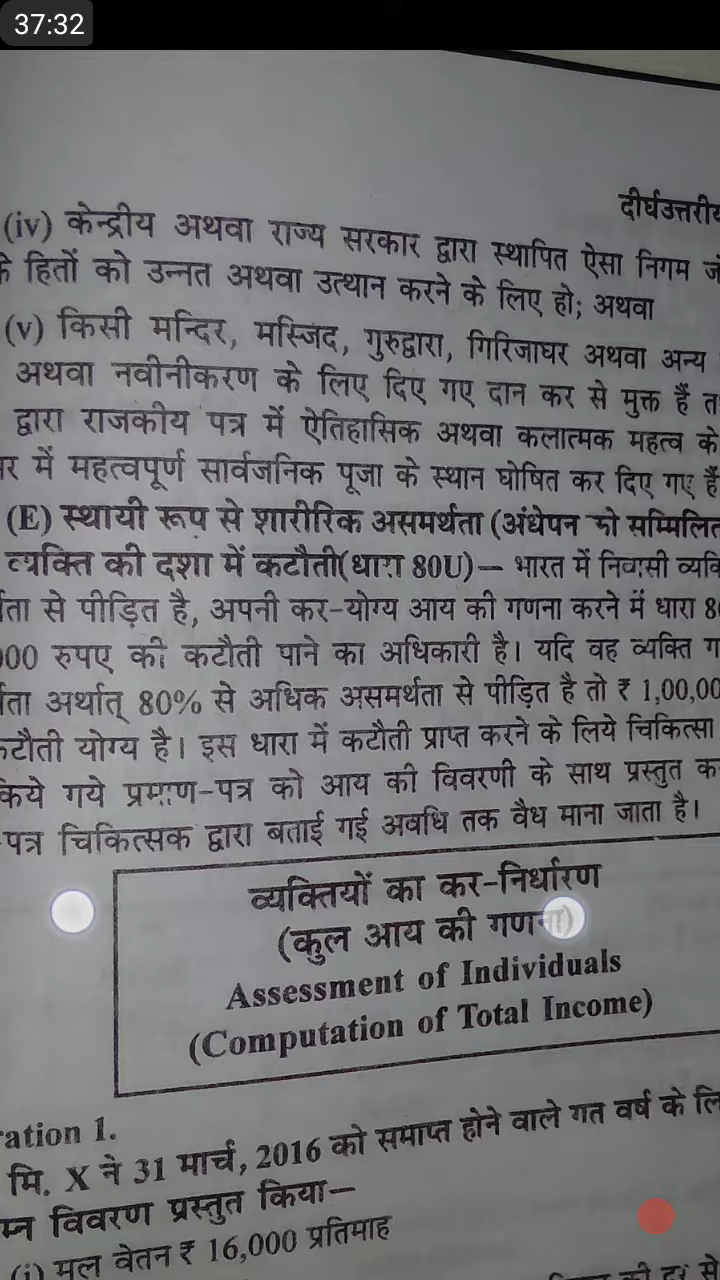 37:32
दीर्घउत्तरीय
(iv) केन्द्रीय अथवा राज्य सरकार द्वारा स्थापित ऐसा निगम
हितों को उन्नत अथवा उत्थान करने के लिए हो; अथवा
(v) किसी मन्दिर, मस्जिद, गुरुद्वारा, गिरिजाघर अथवा अन्य
अथवा नवीनीकरण के लिए दिए गए दान कर से मुक्त हैं
द्वारा राजकीय पत्र में ऐतिहासिक अथवा कलात्मक महत्व के
में महत्वपूर्ण सार्वजनिक पूजा के स्थान घोषित कर दिए गए हैं
(E) स्थायी रूप से शारीरिक असमर्थता (अंधेपन को सम्मिलित
व्यक्ति की दशा में कटौती(धारा 80U)— भारत में निवासी
से पीड़ित है, अपनी कर-योग्य आय की गणना करने में धारा
रुपए की कटौती पाने का अधिकारी है। यदि वह व्यक्ति
अर्थात् 80% से अधिक असमर्थता से पीड़ित है तो ₹ 1,00,00
कटौती योग्य है। इस धारा में कटौती प्राप्त करने के लिये चिकित्सा
किये गये प्रमाण-पत्र को आय की विवरणी के साथ प्रस्तुत
-पत्र चिकित्सक द्वारा बताई गई अवधि तक वैध माना जाता है।
व्यक्तियों का कर-निर्धारण
(कुल आय की गणना)
Assessment of Individuals
(Computation of Total Income)
ration 1.
मि. X ने 31 मार्च, 2016 को समाप्त होने वाले गत वर्ष के
विवरण प्रस्तुत किया—
(i) मूल वेतन ₹ 16,000 प्रतिमाह